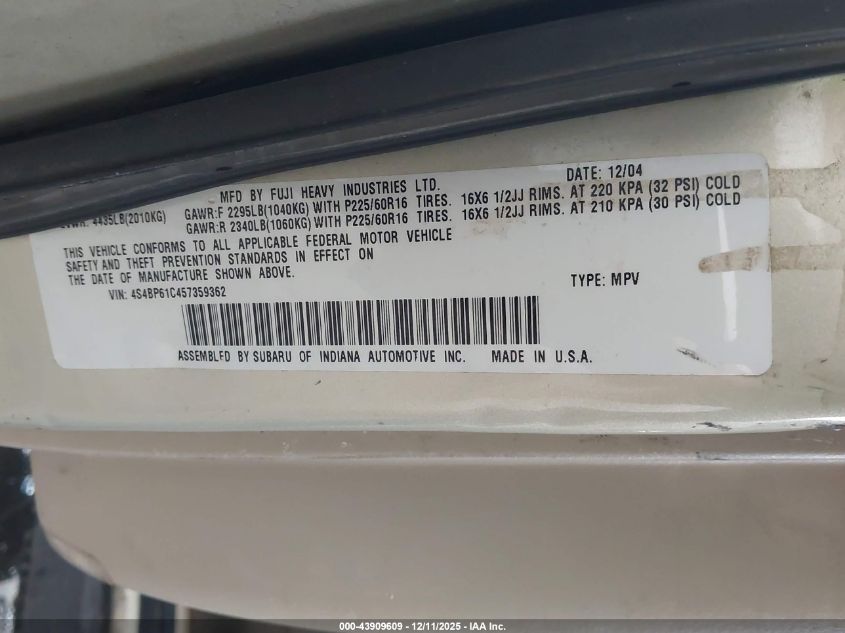 MFD BY FUJI HEAVY INDUSTRIES LTD. DATE: 12/04
4435LB(2010KG) GAWR:F 2295LB(1040KG) WITH P225/60R16 TIRES. 16X6 1/2JJ RIMS. AT 220 KPA (32 PSI) COLD
GAWR:R 2340LB(1060KG) WITH P225/60R16 TIRES. 16X6 1/2JJ RIMS. AT 210 KPA (30 PSI) COLD
THIS VEHICLE CONFORMS TO ALL APPLICABLE FEDERAL MOTOR VEHICLE
SAFETY AND THEFT PREVENTION STANDARDS IN EFFECT ON
THE DATE OF MANUFACTURE SHOWN ABOVE. TYPE: MPV
VIN: 4S4BP61C457359362
ASSEMBLED BY SUBARU OF INDIANA AUTOMOTIVE INC. MADE IN U.S.A.
000-43909609 - 12/11/2025 - IAA Inc.